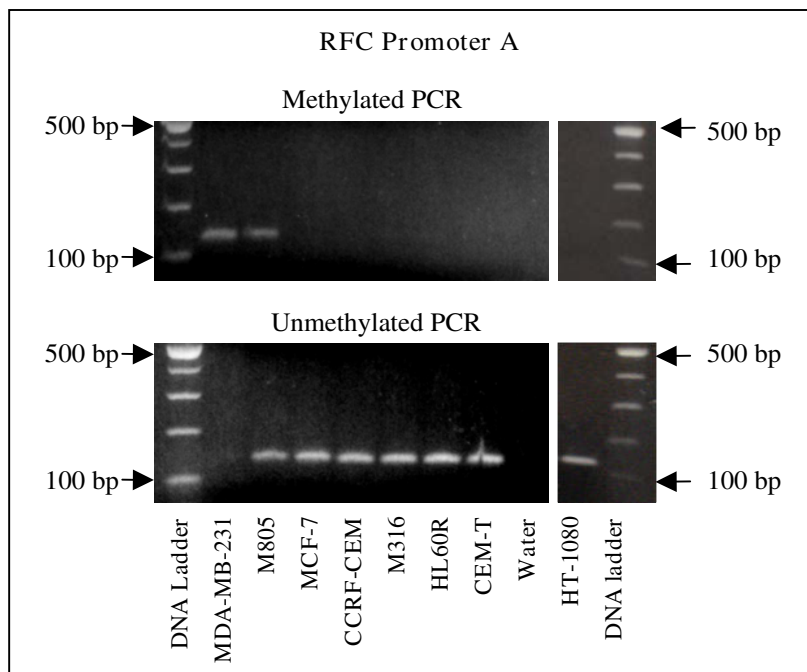 RFC Promoter A
Methylated PCR
500 bp
500 bp
100 bp
100 bp
Unmethylated PCR
500 bp
500 bp
100 bp
100 bp
DNA Ladder
MDA-MB-231
M805
MCF-7
CCRF-CEM
M316
HL60R
CEM-T
Water
HT-1080
DNA ladder